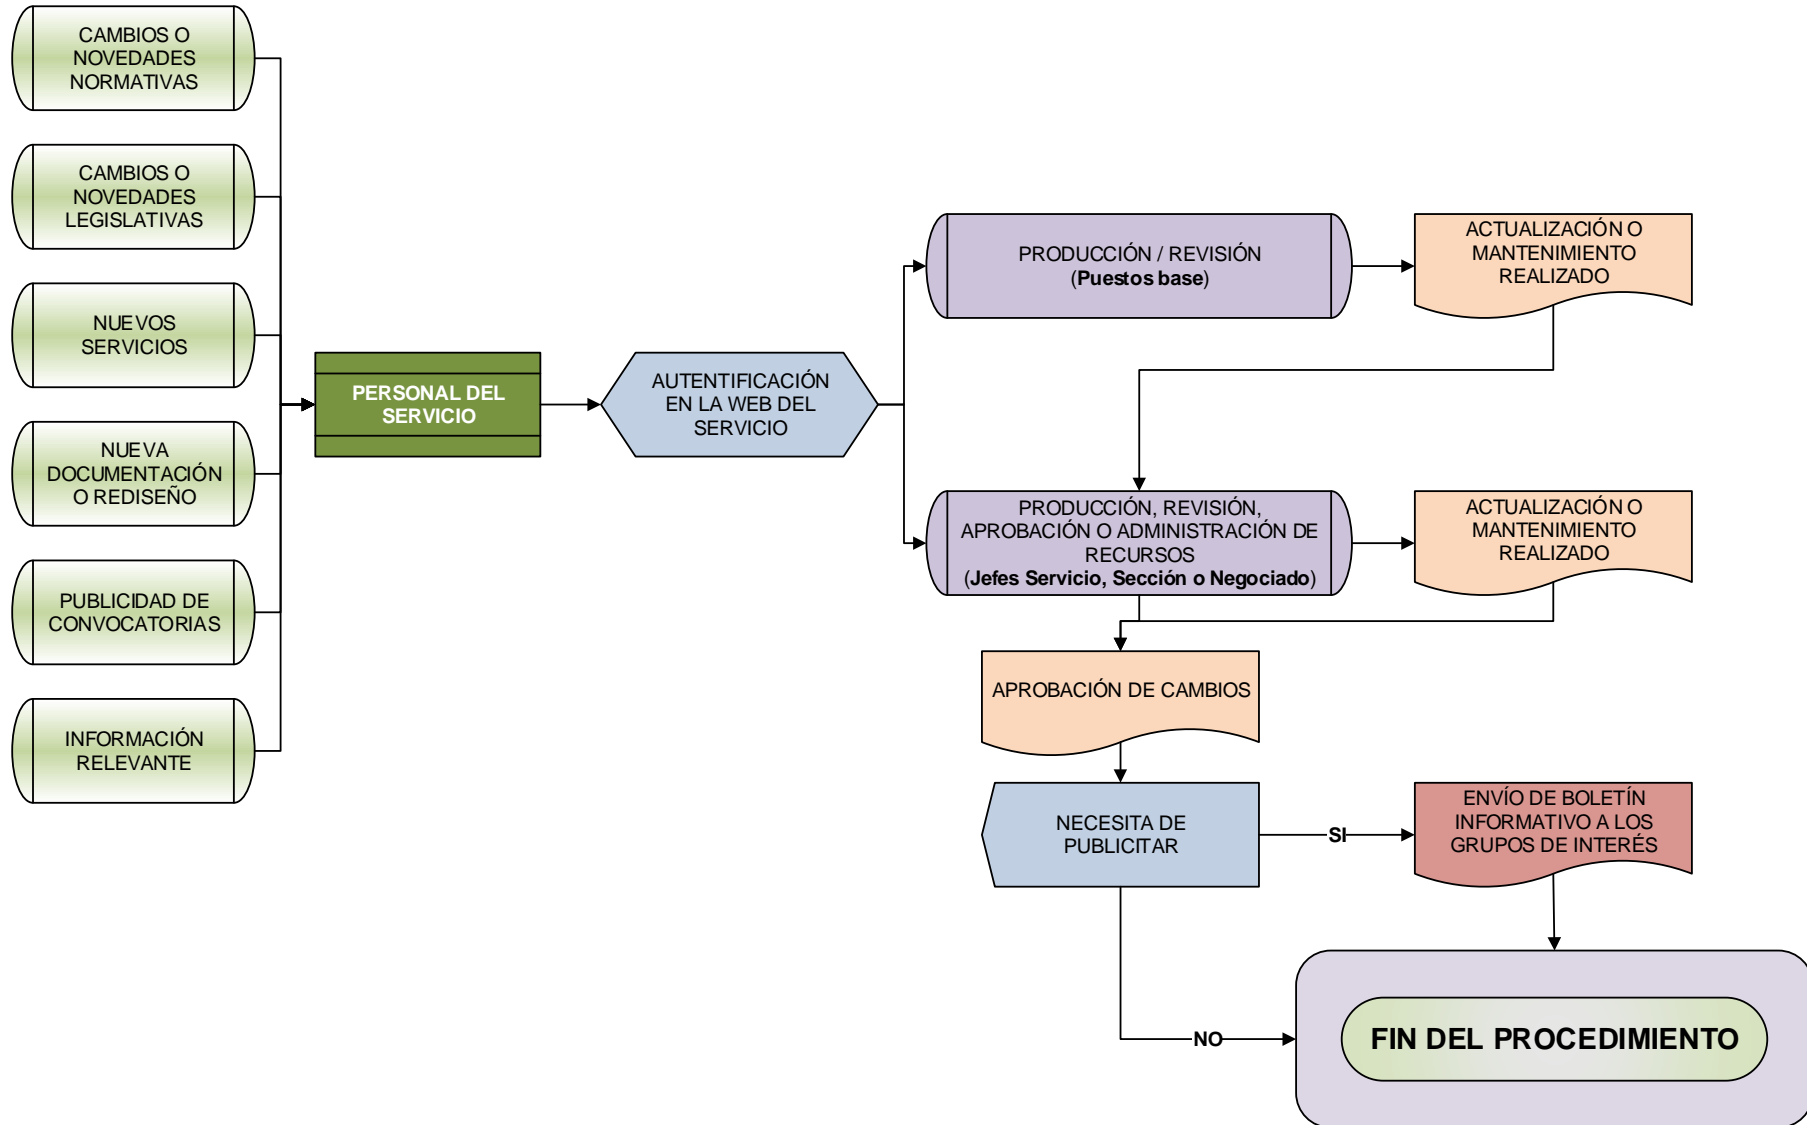 CAMBIOS O
NOVEDADES
NORMATIVAS
CAMBIOS O
NOVEDADES
LEGISLATIVAS
NUEVOS
SERVICIOS
NUEVA
DOCUMENTACIÓN
O REDISEÑO
PUBLICIDAD DE
CONVOCATORIAS
INFORMACIÓN
RELEVANTE
PERSONAL DEL
SERVICIO
AUTENTIFICACIÓN
EN LA WEB DEL
SERVICIO
PRODUCCIÓN / REVISIÓN
(Puestos base)
ACTUALIZACIÓN O
MANTENIMIENTO
REALIZADO
PRODUCCIÓN, REVISIÓN,
APROBACIÓN O ADMINISTRACIÓN DE
RECURSOS
(Jefes Servicio, Sección o Negociado)
ACTUALIZACIÓN O
MANTENIMIENTO
REALIZADO
APROBACIÓN DE CAMBIOS
NECESITA DE
PUBLICITAR
SI
ENVÍO DE BOLETÍN
INFORMATIVO A LOS
GRUPOS DE INTERÉS
NO
FIN DEL PROCEDIMIENTO